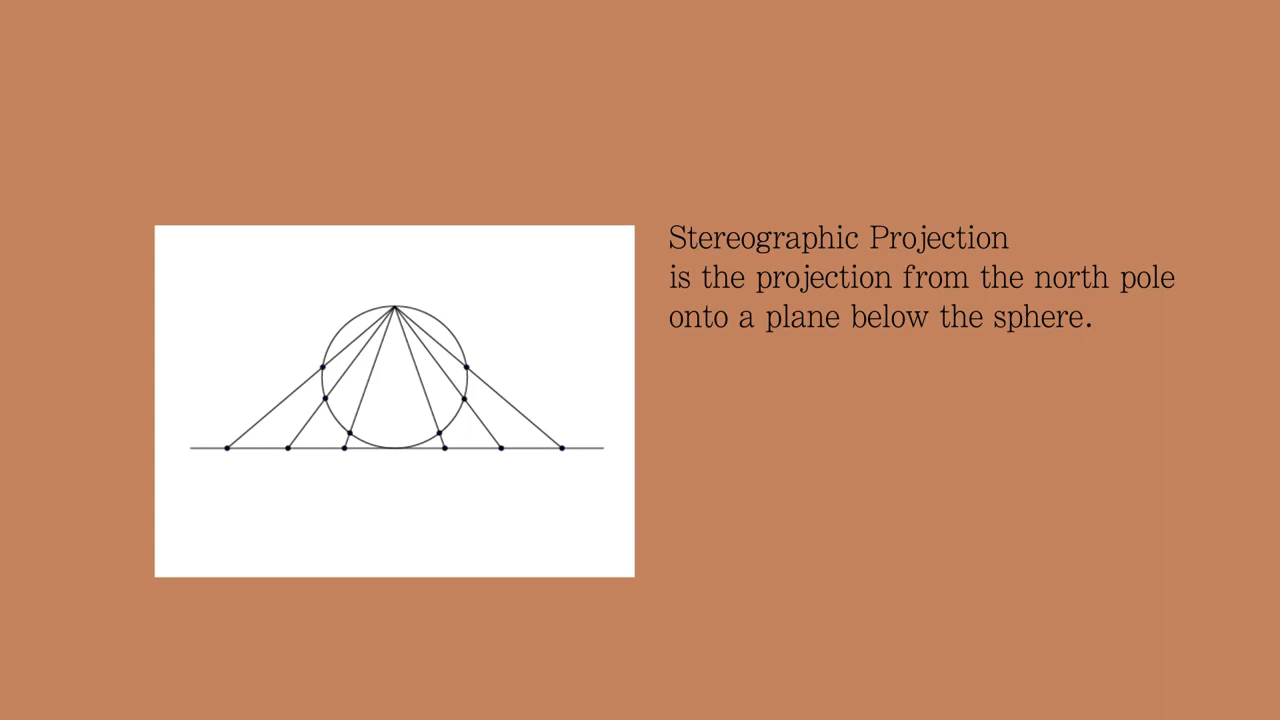 Stereographic Projection
is the projection from the north pole
onto a plane below the sphere.